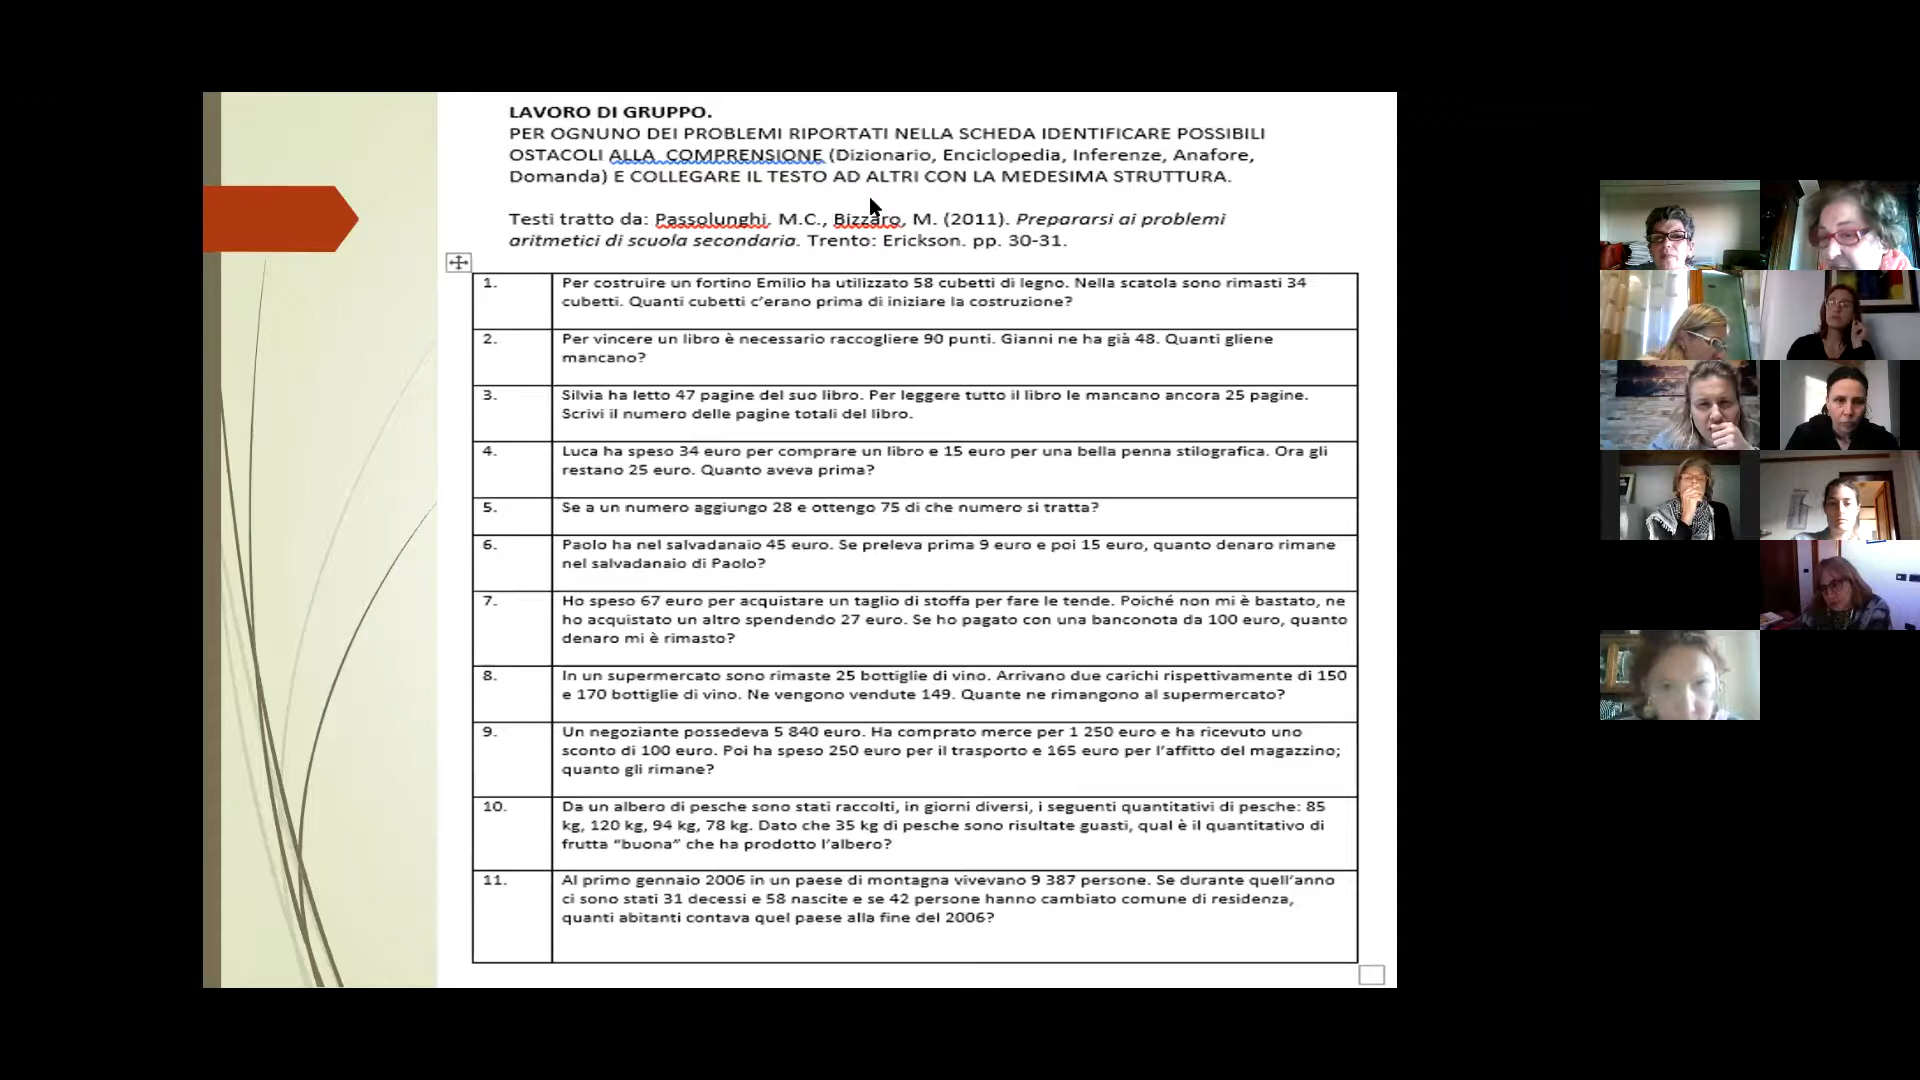 LAVORO DI GRUPPO.
PER OGNUNO DEI PROBLEMI RIPORTATI NELLA SCHEDA IDENTIFICARE POSSIBILI
OSTACOLI ALLA  COMPRENSIONE (Dizionario, Enciclopedia, Inferenze, Anafore,
Domanda) E COLLEGARE IL TESTO AD ALTRI CON LA MEDESIMA STRUTTURA.
Testi tratto da: Passolunghi, M.C., Bizzaro, M. (2011). Prepararsi ai problemi
aritmetici di scuola secondaria. Trento: Erickson. pp. 30-31.
1. Per costruire un fortino Emilio ha utilizzato 58 cubetti di legno. Nella scatola sono rimasti 34
cubetti. Quanti cubetti c'erano prima di iniziare la costruzione?
2. Per vincere un libro è necessario raccogliere 90 punti. Gianni ne ha già 48. Quanti gliene
mancano?
3. Silvia ha letto 47 pagine del suo libro. Per leggere tutto il libro le mancano ancora 25 pagine.
Scrivi il numero delle pagine totali del libro.
4. Luca ha speso 34 euro per comprare un libro e 15 euro per una bella penna stilografica. Ora gli
restano 25 euro. Quanto aveva prima?
5. Se a un numero aggiungo 28 e ottengo 75 di che numero si tratta?
6. Paolo ha nel salvadanaio 45 euro. Se preleva prima 9 euro e poi 15 euro, quanto denaro rimane
nel salvadanaio di Paolo?
7. Ho speso 67 euro per acquistare un taglio di stoffa per fare le tende. Poiché non mi è bastato, ne
ho acquistato un altro spendendo 27 euro. Se ho pagato con una banconota da 100 euro, quanto
denaro mi è rimasto?
8. In un supermercato sono rimaste 25 bottiglie di vino. Arrivano due carichi rispettivamente di 150
e 170 bottiglie di vino. Ne vengono vendute 149. Quante ne rimangono al supermercato?
9. Un negoziante possedeva 5 840 euro. Ha comprato merce per 1 250 euro e ha ricevuto uno
sconto di 100 euro. Poi ha speso 250 euro per il trasporto e 165 euro per l'affitto del magazzino;
quanto gli rimane?
10. Da un albero di pesche sono stati raccolti, in giorni diversi, i seguenti quantitativi di pesche: 85
kg, 120 kg, 94 kg, 78 kg. Dato che 35 kg di pesche sono risultate guasti, qual è il quantitativo di
frutta "buona" che ha prodotto l'albero?
11. Al primo gennaio 2006 in un paese di montagna vivevano 9 387 persone. Se durante quell'anno
ci sono stati 31 decessi e 58 nascite e se 42 persone hanno cambiato comune di residenza,
quanti abitanti contava quel paese alla fine del 2006?